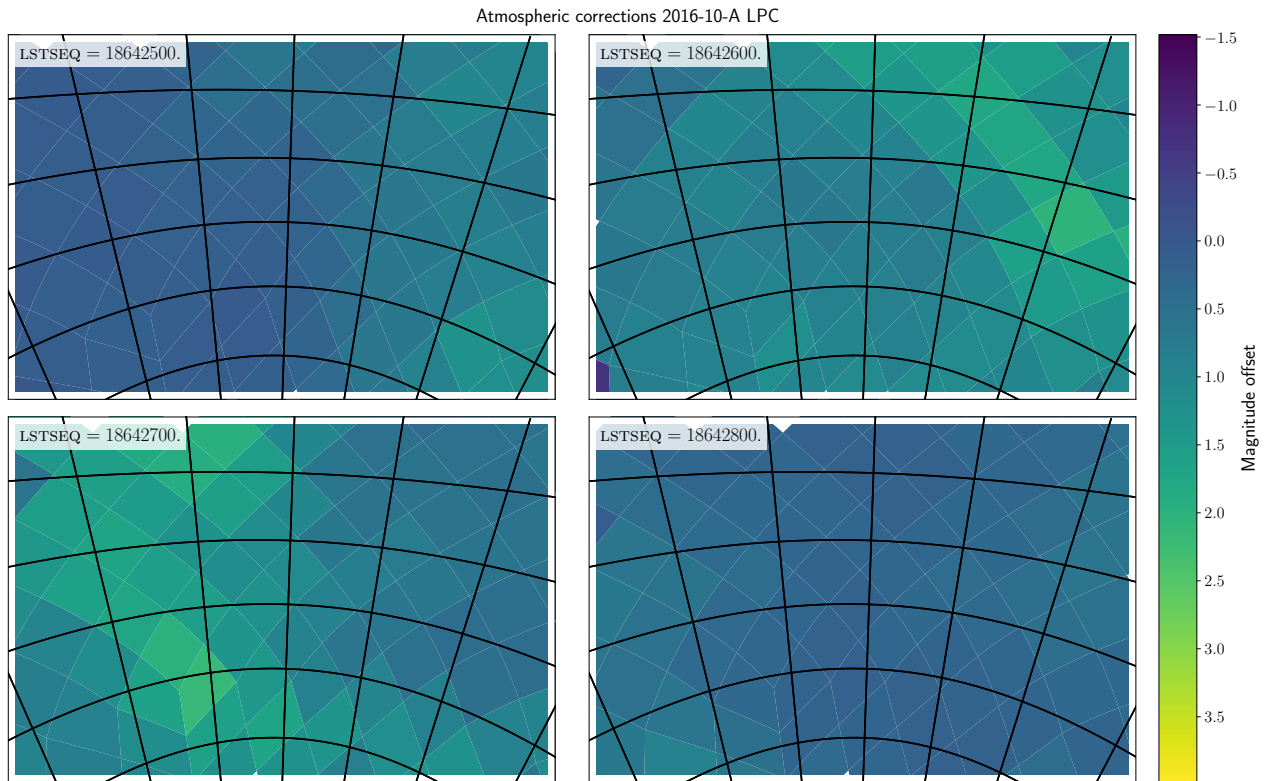 Atmospheric corrections 2016-10-A LPC
LSTSEQ = 18642500.
LSTSEQ = 18642600.
LSTSEQ = 18642700.
LSTSEQ = 18642800.
−1.5
−1.0
−0.5
0.0
0.5
1.0
1.5
2.0
2.5
3.0
3.5
Magnitude offset